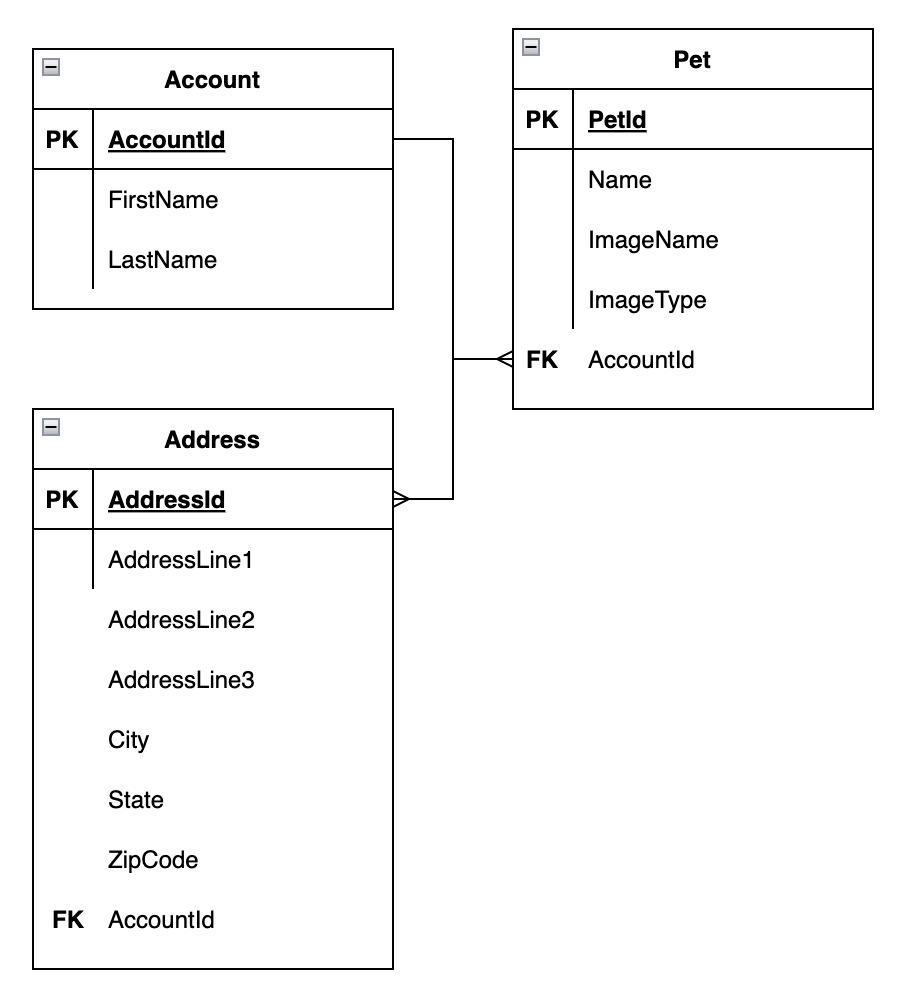 Account
PK AccountId
FirstName
LastName
Pet
PK PetId
Name
ImageName
ImageType
FK AccountId
Address
PK AddressId
AddressLine1
AddressLine2
AddressLine3
City
State
ZipCode
FK AccountId